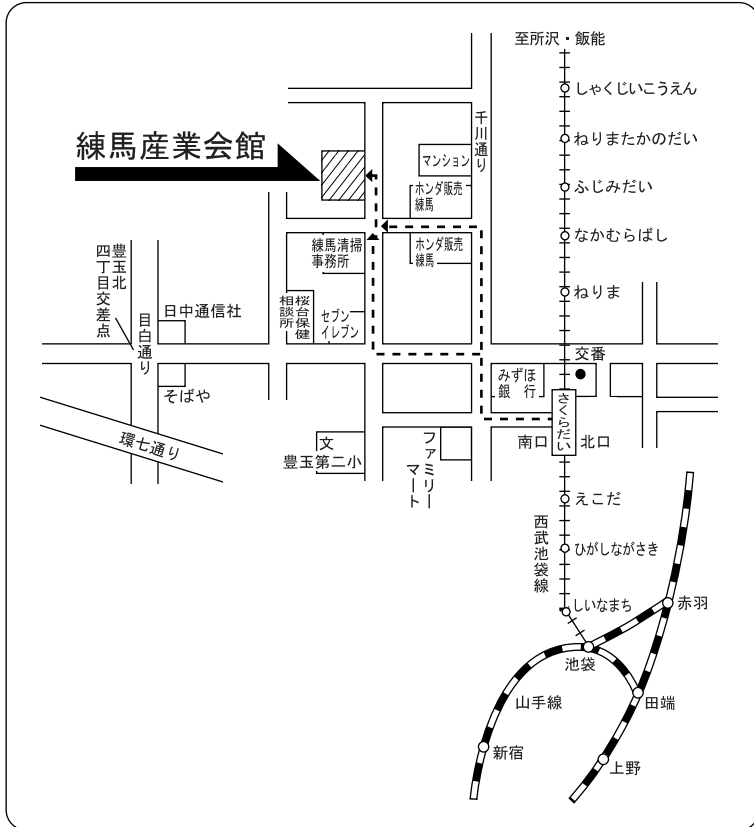 至所沢・飯能
しゃくじいこうえん
千川通り
練馬産業会館
ねりまたかのだい
マンション
ホンダ販売
練馬
ふじみだい
なかむらばし
練馬清掃
事務所
ホンダ販売
練馬
豊玉北
四丁目交差点
目白通り
日中通信社
桜台保健
相談所
セブン
イレブン
ねりま
交番
みずほ
銀行
そばや
さくらだい
環七通り
文
豊玉第二小
ファミリー
マート
南口
北口
えこだ
西武池袋線
ひがしながさき
しいなまち
赤羽
池袋
山手線
田端
新宿
上野